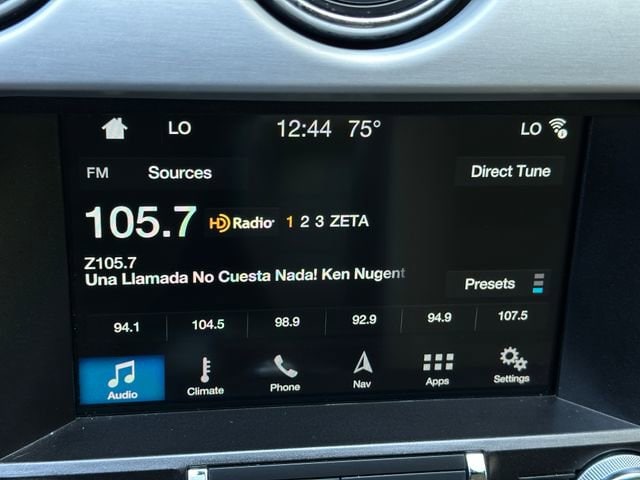 LO 12:44 75° LO
FM Sources Direct Tune
105.7 HD Radio 1 2 3 ZETA
Z105.7
Una Llamada No Cuesta Nada! Ken Nugent
Presets
94.1 104.5 98.9 92.9 94.9 107.5
Audio Climate Phone Nav Apps Settings